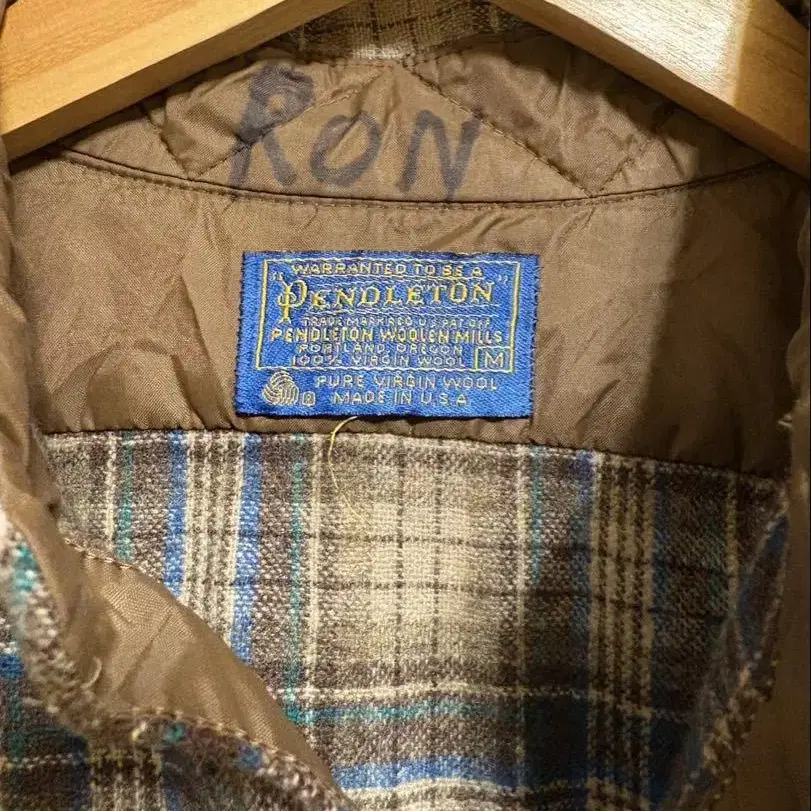 RON
WARRANTED TO BE A
"PENDLETON"
TRADE MARK REG U.S. PAT. OFF.
PENDLETON WOOLEN MILLS
PORTLAND, OREGON
100% VIRGIN WOOL M
PURE VIRGIN WOOL
R MADE IN U.S.A